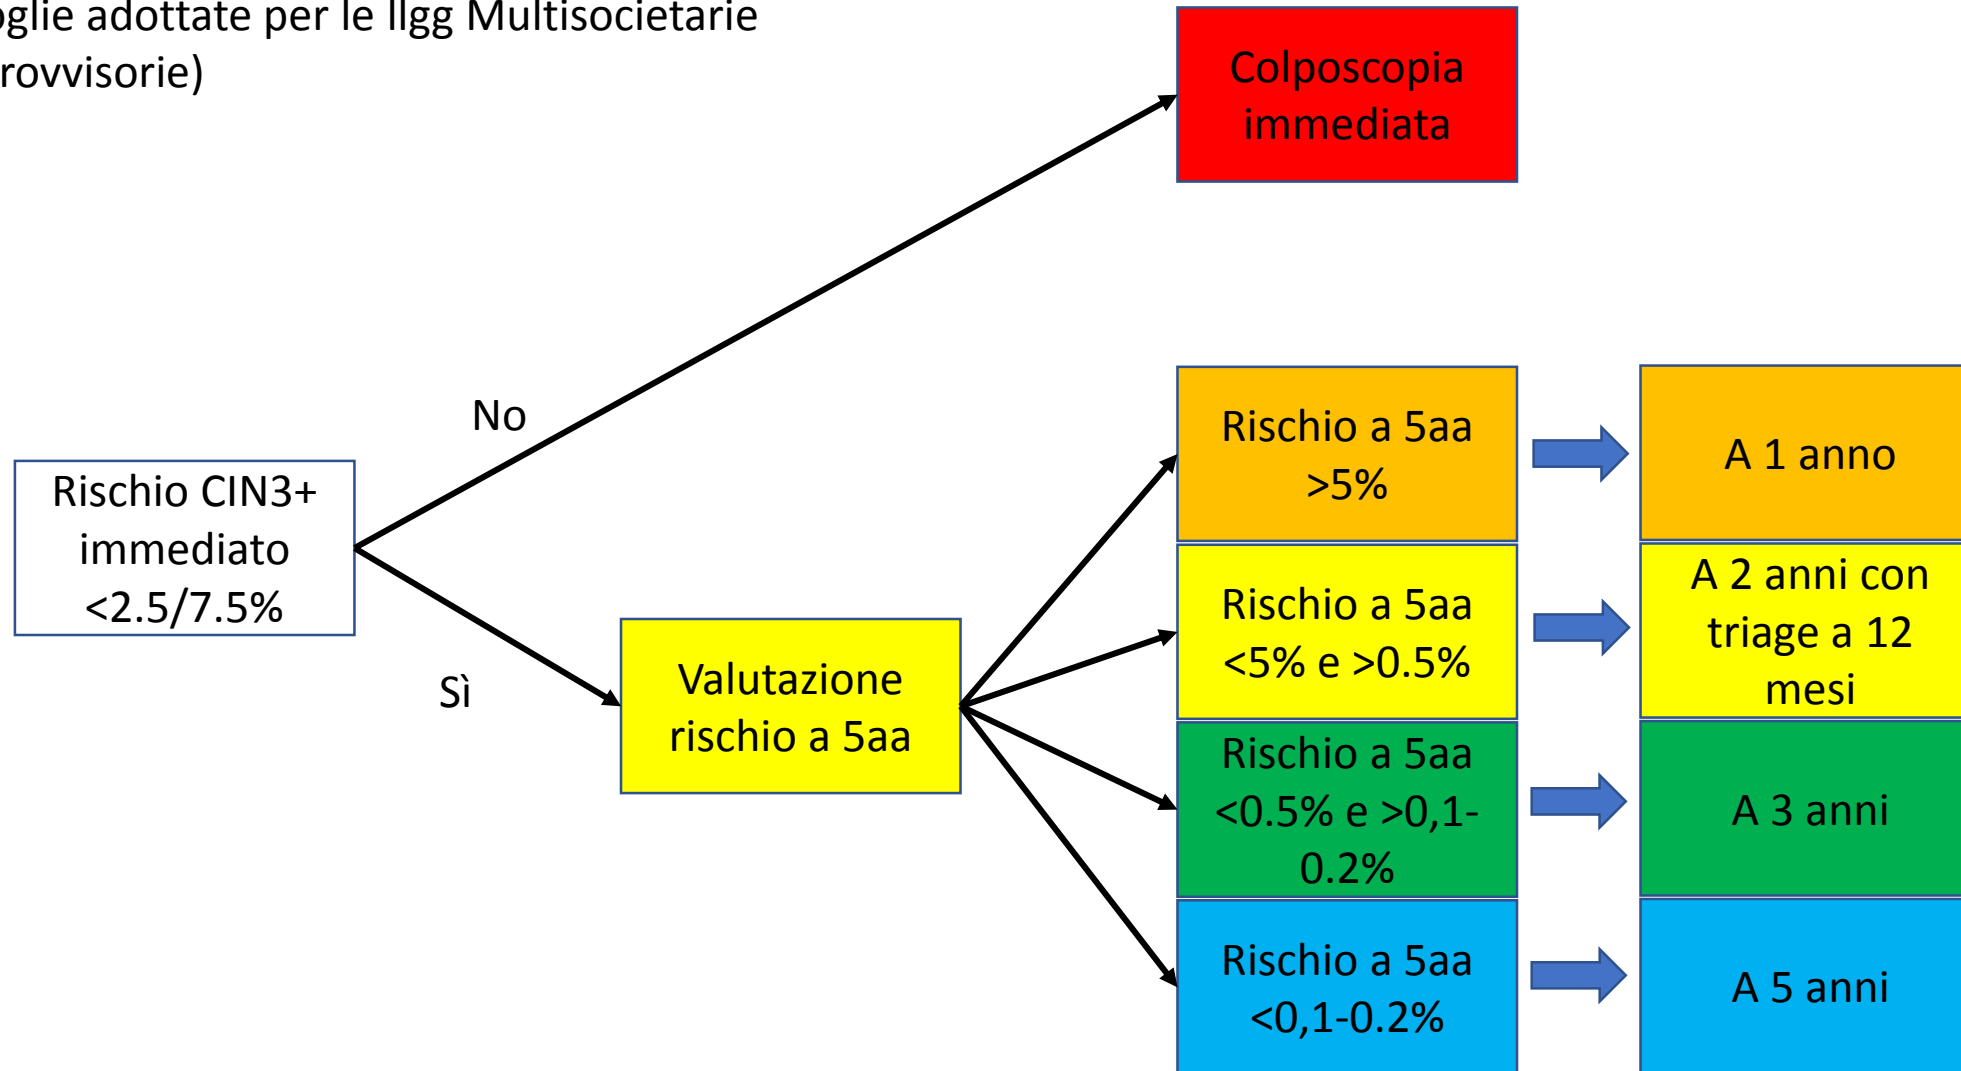 oglie adottate per le llgg Multisocietarie
rovvisorie)
Colposcopia
immediata
No
Rischio CIN3+
immediato
<2.5/7.5%
Sì
Valutazione
rischio a 5aa
Rischio a 5aa
>5%
A 1 anno
Rischio a 5aa
<5% e >0.5%
A 2 anni con
triage a 12
mesi
Rischio a 5aa
<0.5% e >0,1-
0.2%
A 3 anni
Rischio a 5aa
<0,1-0.2%
A 5 anni